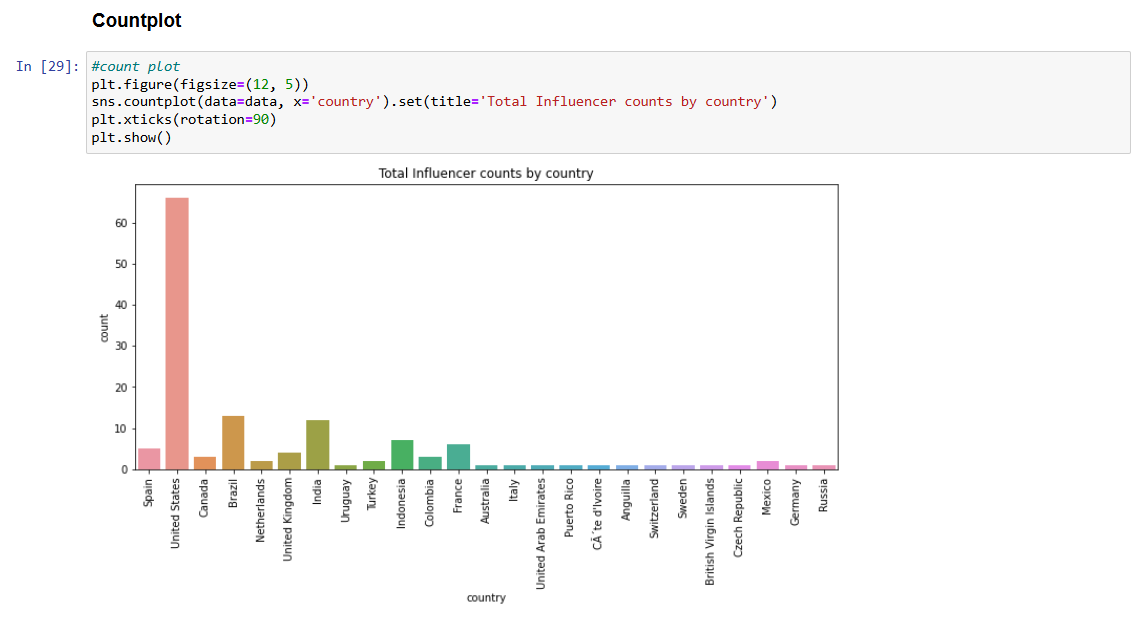 Countplot
In [29]: #count plot
plt.figure(figsize=(12, 5))
sns.countplot(data=data, x='country').set(title='Total Influencer counts by country')
plt.xticks(rotation=90)
plt.show()
Total Influencer counts by country
60
50
40
30
20
10
0
count
Spain
United States
Canada
Brazil
Netherlands
United Kingdom
India
Uruguay
Turkey
Indonesia
Colombia
France
Australia
Italy
United Arab Emirates
Puerto Rico
CÃ´te d'Ivoire
Anguilla
Switzerland
Sweden
British Virgin Islands
Czech Republic
Mexico
Germany
Russia
country